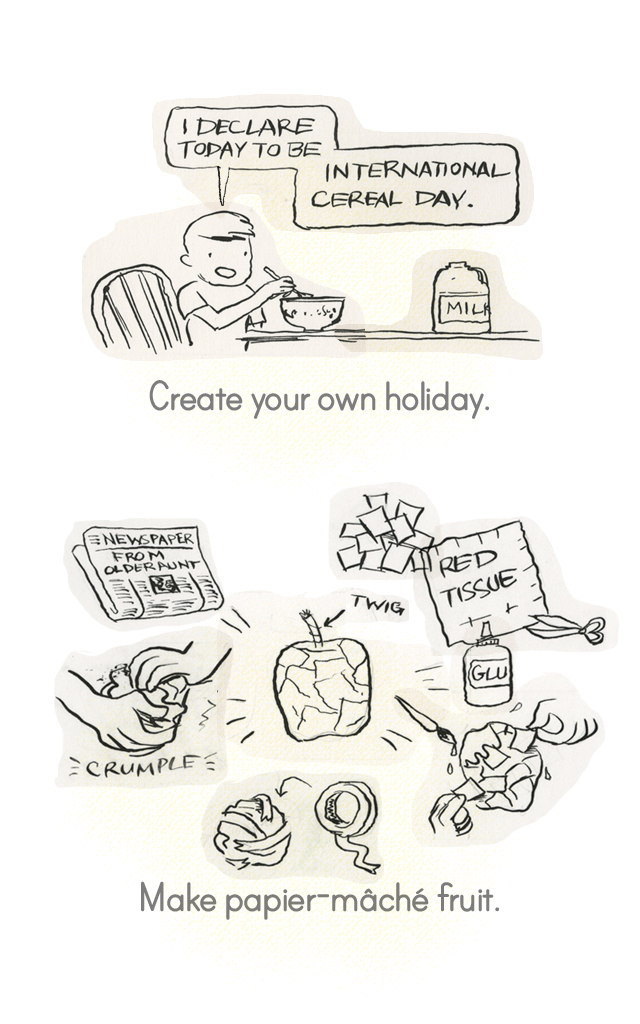 I DECLARE
TODAY TO BE
INTERNATIONAL
CEREAL DAY.
MILK
Create your own holiday.
NEWSPAPER
FROM
OLDER AUNT
RED
TISSUE
TWIG
GLU
CRUMPLE
Make papier-mâché fruit.